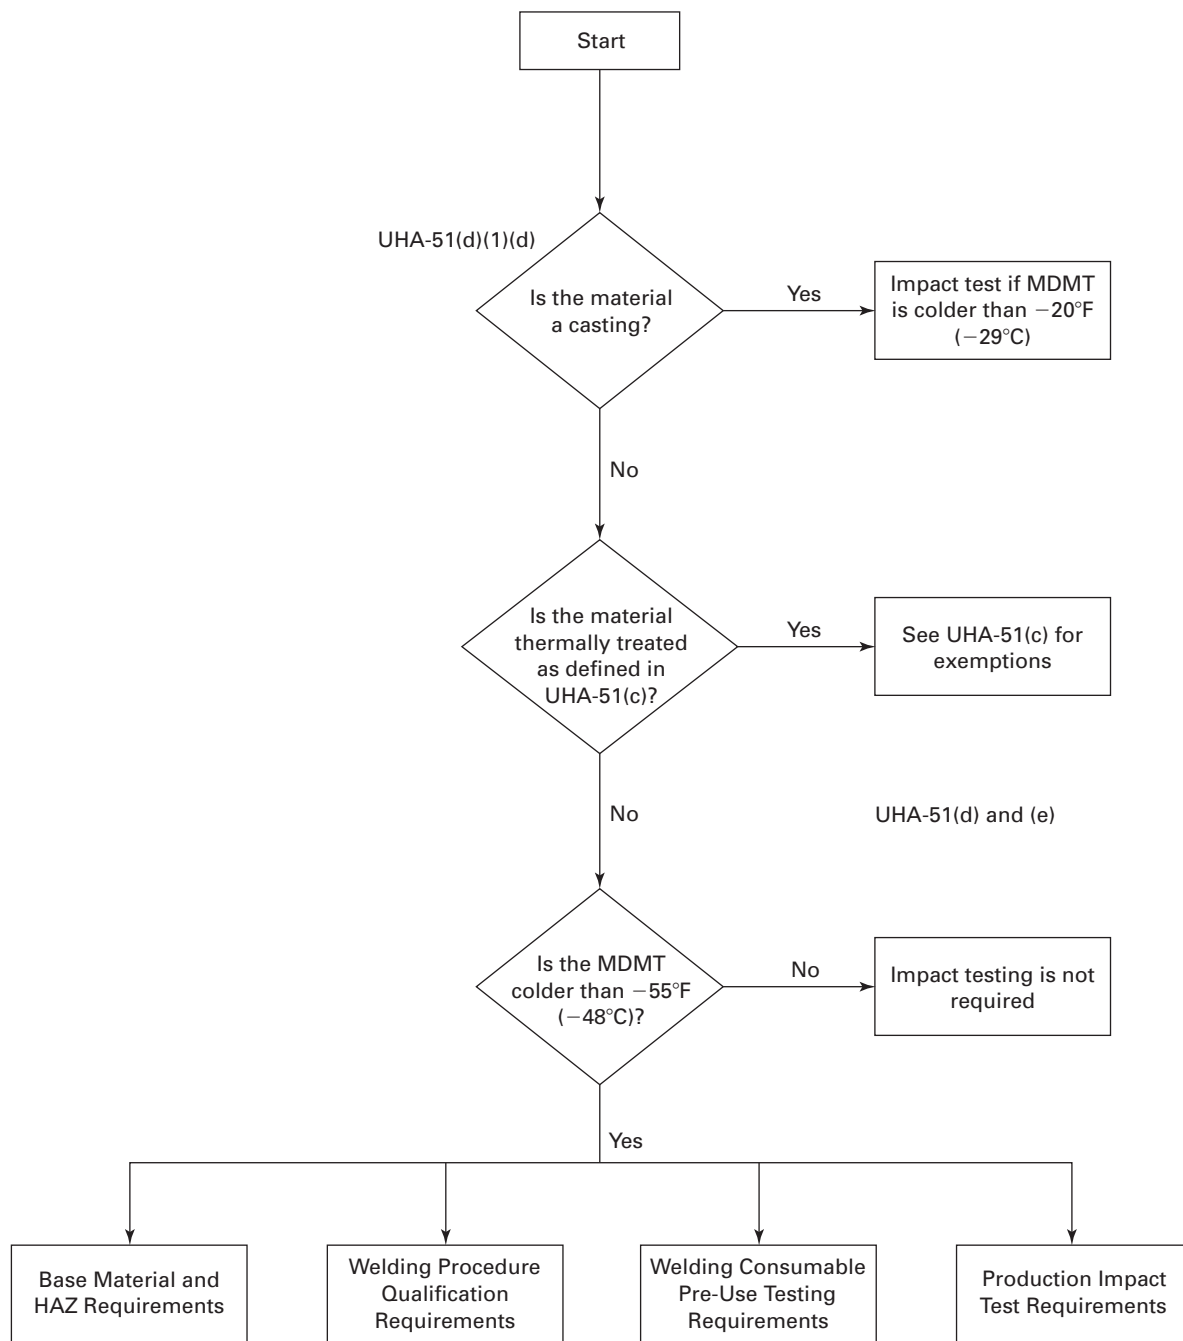 Start
UHA-51(d)(1)(d)
Is the material
a casting?
Yes
Impact test if MDMT
is colder than −20°F
(−29°C)
No
Is the material
thermally treated
as defined in
UHA-51(c)?
Yes
See UHA-51(c) for
exemptions
No
UHA-51(d) and (e)
Is the MDMT
colder than −55°F
(−48°C)?
No
Impact testing is not
required
Yes
Base Material and
HAZ Requirements
Welding Procedure
Qualification
Requirements
Welding Consumable
Pre-Use Testing
Requirements
Production Impact
Test Requirements